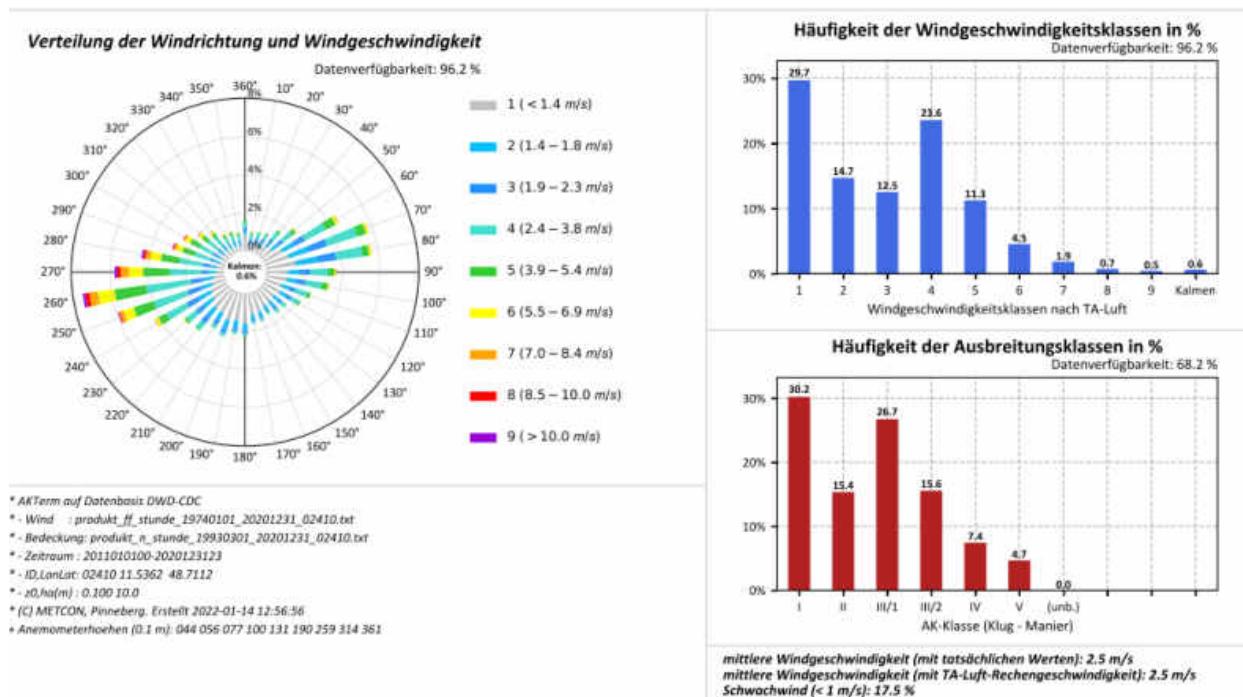 Verteilung der Windrichtung und Windgeschwindigkeit
Datenverfügbarkeit: 96.2 %
360°
10°
20°
30°
40°
50°
60°
70°
80°
90°
100°
110°
120°
130°
140°
150°
160°
170°
180°
190°
200°
210°
220°
230°
240°
250°
260°
270°
280°
290°
300°
310°
320°
330°
340°
350°
8%
6%
4%
2%
0%
Kalmen:
0.6%
1 ( < 1.4 m/s)
2 (1.4 – 1.8 m/s)
3 (1.9 – 2.3 m/s)
4 (2.4 – 3.8 m/s)
5 (3.9 – 5.4 m/s)
6 (5.5 – 6.9 m/s)
7 (7.0 – 8.4 m/s)
8 (8.5 – 10.0 m/s)
9 ( > 10.0 m/s)
* AKTerm auf Datenbasis DWD-CDC
* - Wind : produkt_ff_stunde_19740101_20201231_02410.txt
* - Bedeckung: produkt_n_stunde_19930301_20201231_02410.txt
* - Zeitraum : 2011010100-2020123123
* - ID,LonLat: 02410 11.5362 48.7112
* - z0,ha(m) : 0.100 10.0
* (C) METCON, Pinneberg. Erstellt 2022-01-14 12:56:56
+ Anemometerhoehen (0.1 m): 044 056 077 100 131 190 259 314 361
Häufigkeit der Windgeschwindigkeitsklassen in %
Datenverfügbarkeit: 96.2 %
30%
20%
10%
0%
29.7
14.7
12.5
23.6
11.3
4.5
1.9
0.7
0.5
0.6
1 2 3 4 5 6 7 8 9 Kalmen
Windgeschwindigkeitsklassen nach TA-Luft
Häufigkeit der Ausbreitungsklassen in %
Datenverfügbarkeit: 68.2 %
30%
20%
10%
0%
30.2
15.4
26.7
15.6
7.4
4.7
0.0
I II III/1 III/2 IV V (unb.)
AK-Klasse (Klug - Manier)
mittlere Windgeschwindigkeit (mit tatsächlichen Werten): 2.5 m/s
mittlere Windgeschwindigkeit (mit TA-Luft-Rechengeschwindigkeit): 2.5 m/s
Schwachwind (< 1 m/s): 17.5 %